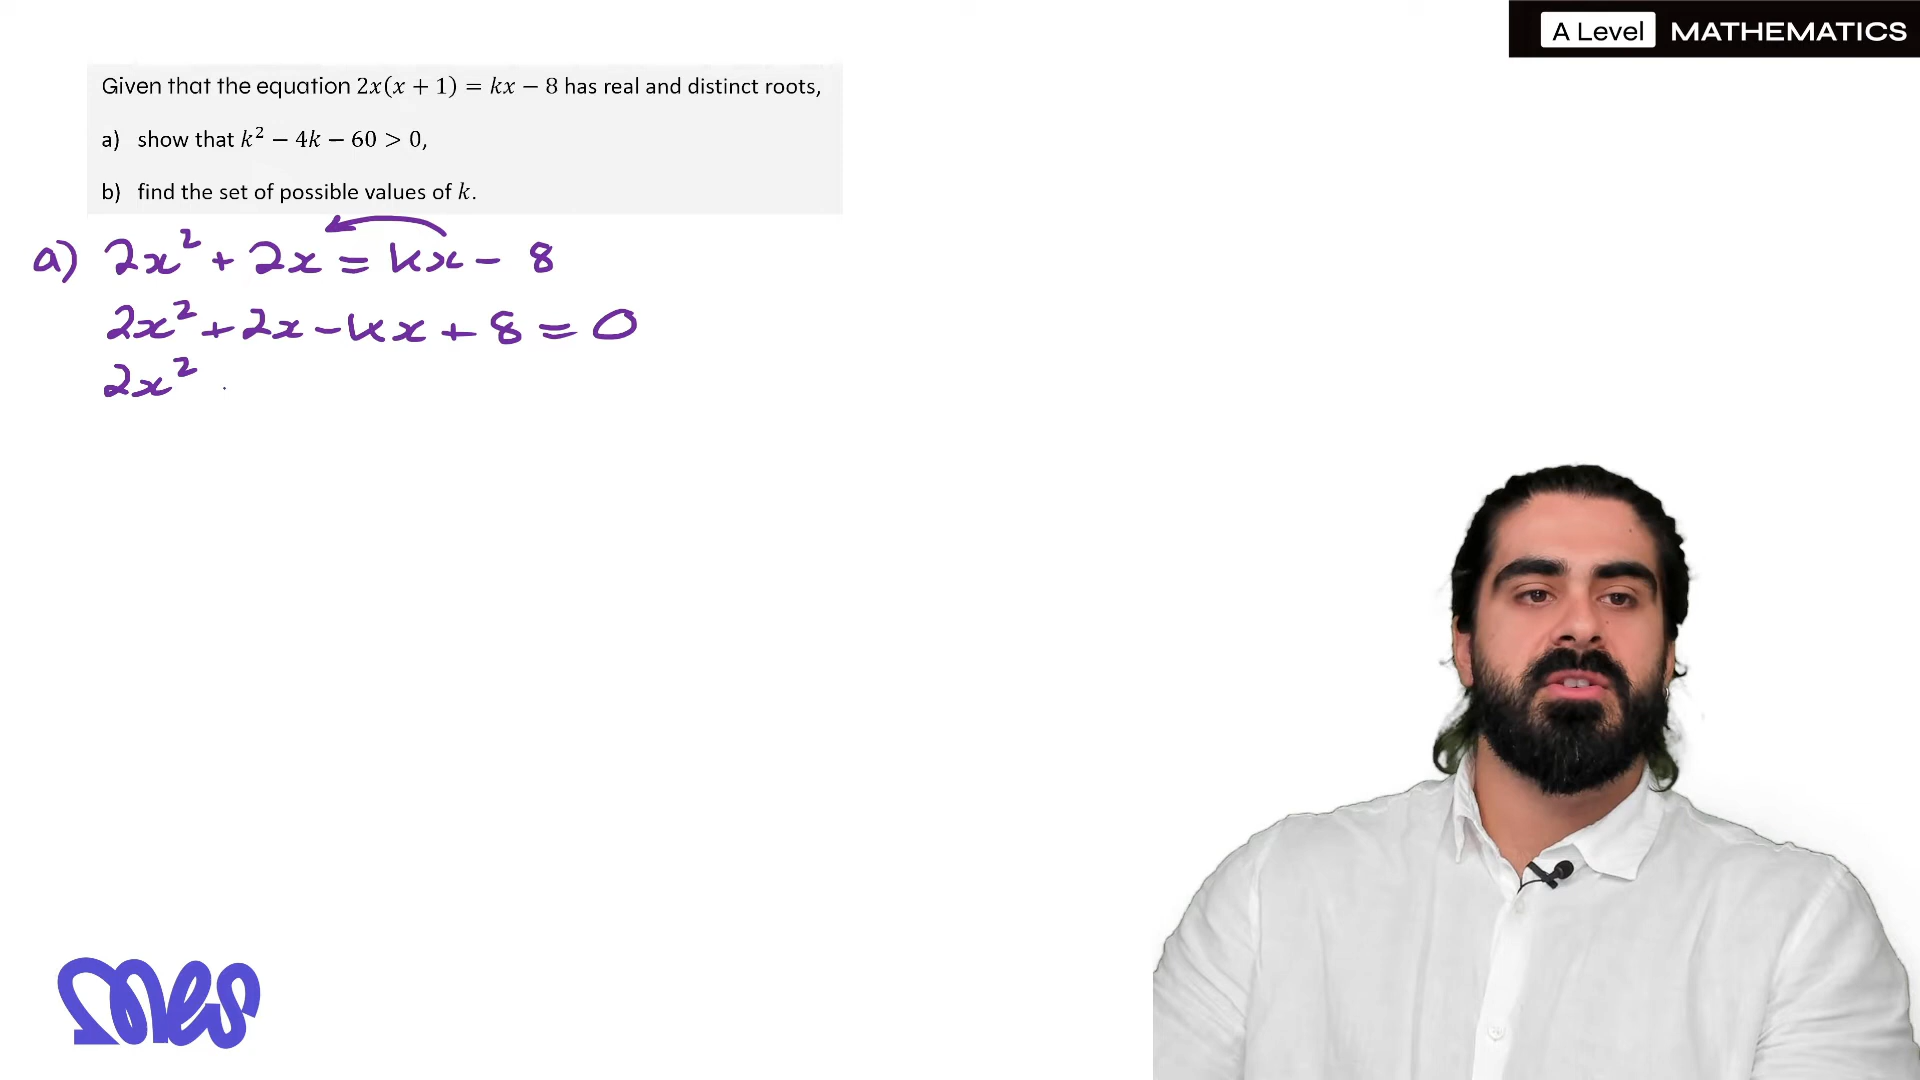 A Level MATHEMATICS
Given that the equation 2x(x + 1) = kx − 8 has real and distinct roots,
a) show that k² − 4k − 60 > 0,
b) find the set of possible values of k.
a) 2x² + 2x = kx − 8
2x² + 2x − kx + 8 = 0
2x²